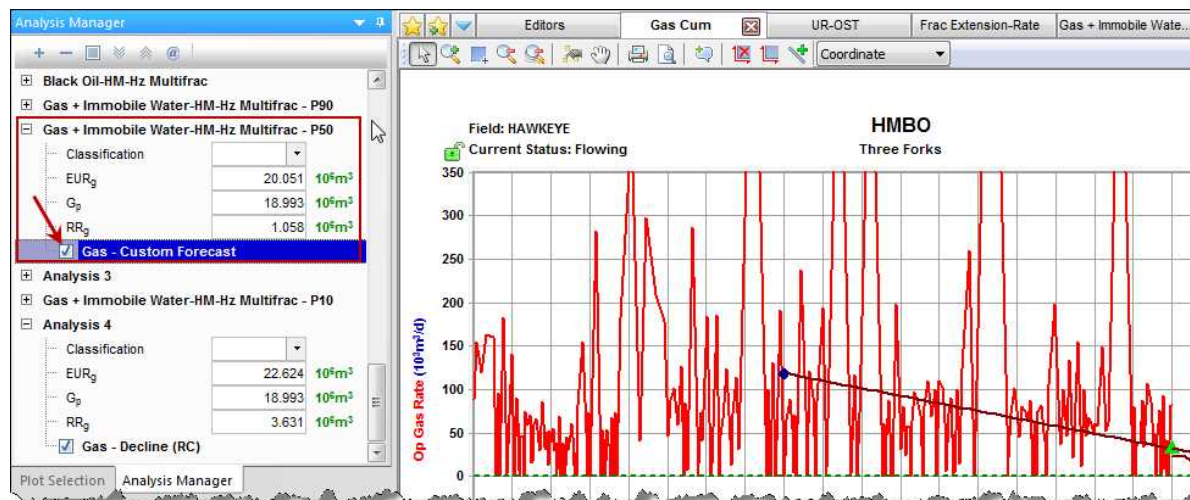 Analysis Manager
Editors
Gas Cum
UR-OST
Frac Extension-Rate
Gas + Immobile Wate...
Coordinate
Black Oil-HM-Hz Multifrac
Gas + Immobile Water-HM-Hz Multifrac - P90
Gas + Immobile Water-HM-Hz Multifrac - P50
Classification
EURg 20.051 10⁶m³
Gp 18.993 10⁶m³
RRg 1.058 10⁶m³
Gas - Custom Forecast
Analysis 3
Gas + Immobile Water-HM-Hz Multifrac - P10
Analysis 4
Classification
EURg 22.624 10⁶m³
Gp 18.993 10⁶m³
RRg 3.631 10⁶m³
Gas - Decline (RC)
Plot Selection
Analysis Manager
Field: HAWKEYE
Current Status: Flowing
HMBO
Three Forks
Op Gas Rate (10³m³/d)
350
300
250
200
150
100
50
0